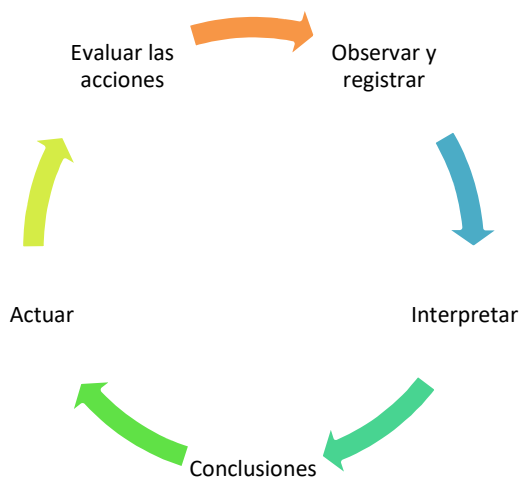 Evaluar las
acciones
Observar y
registrar
Interpretar
Conclusiones
Actuar